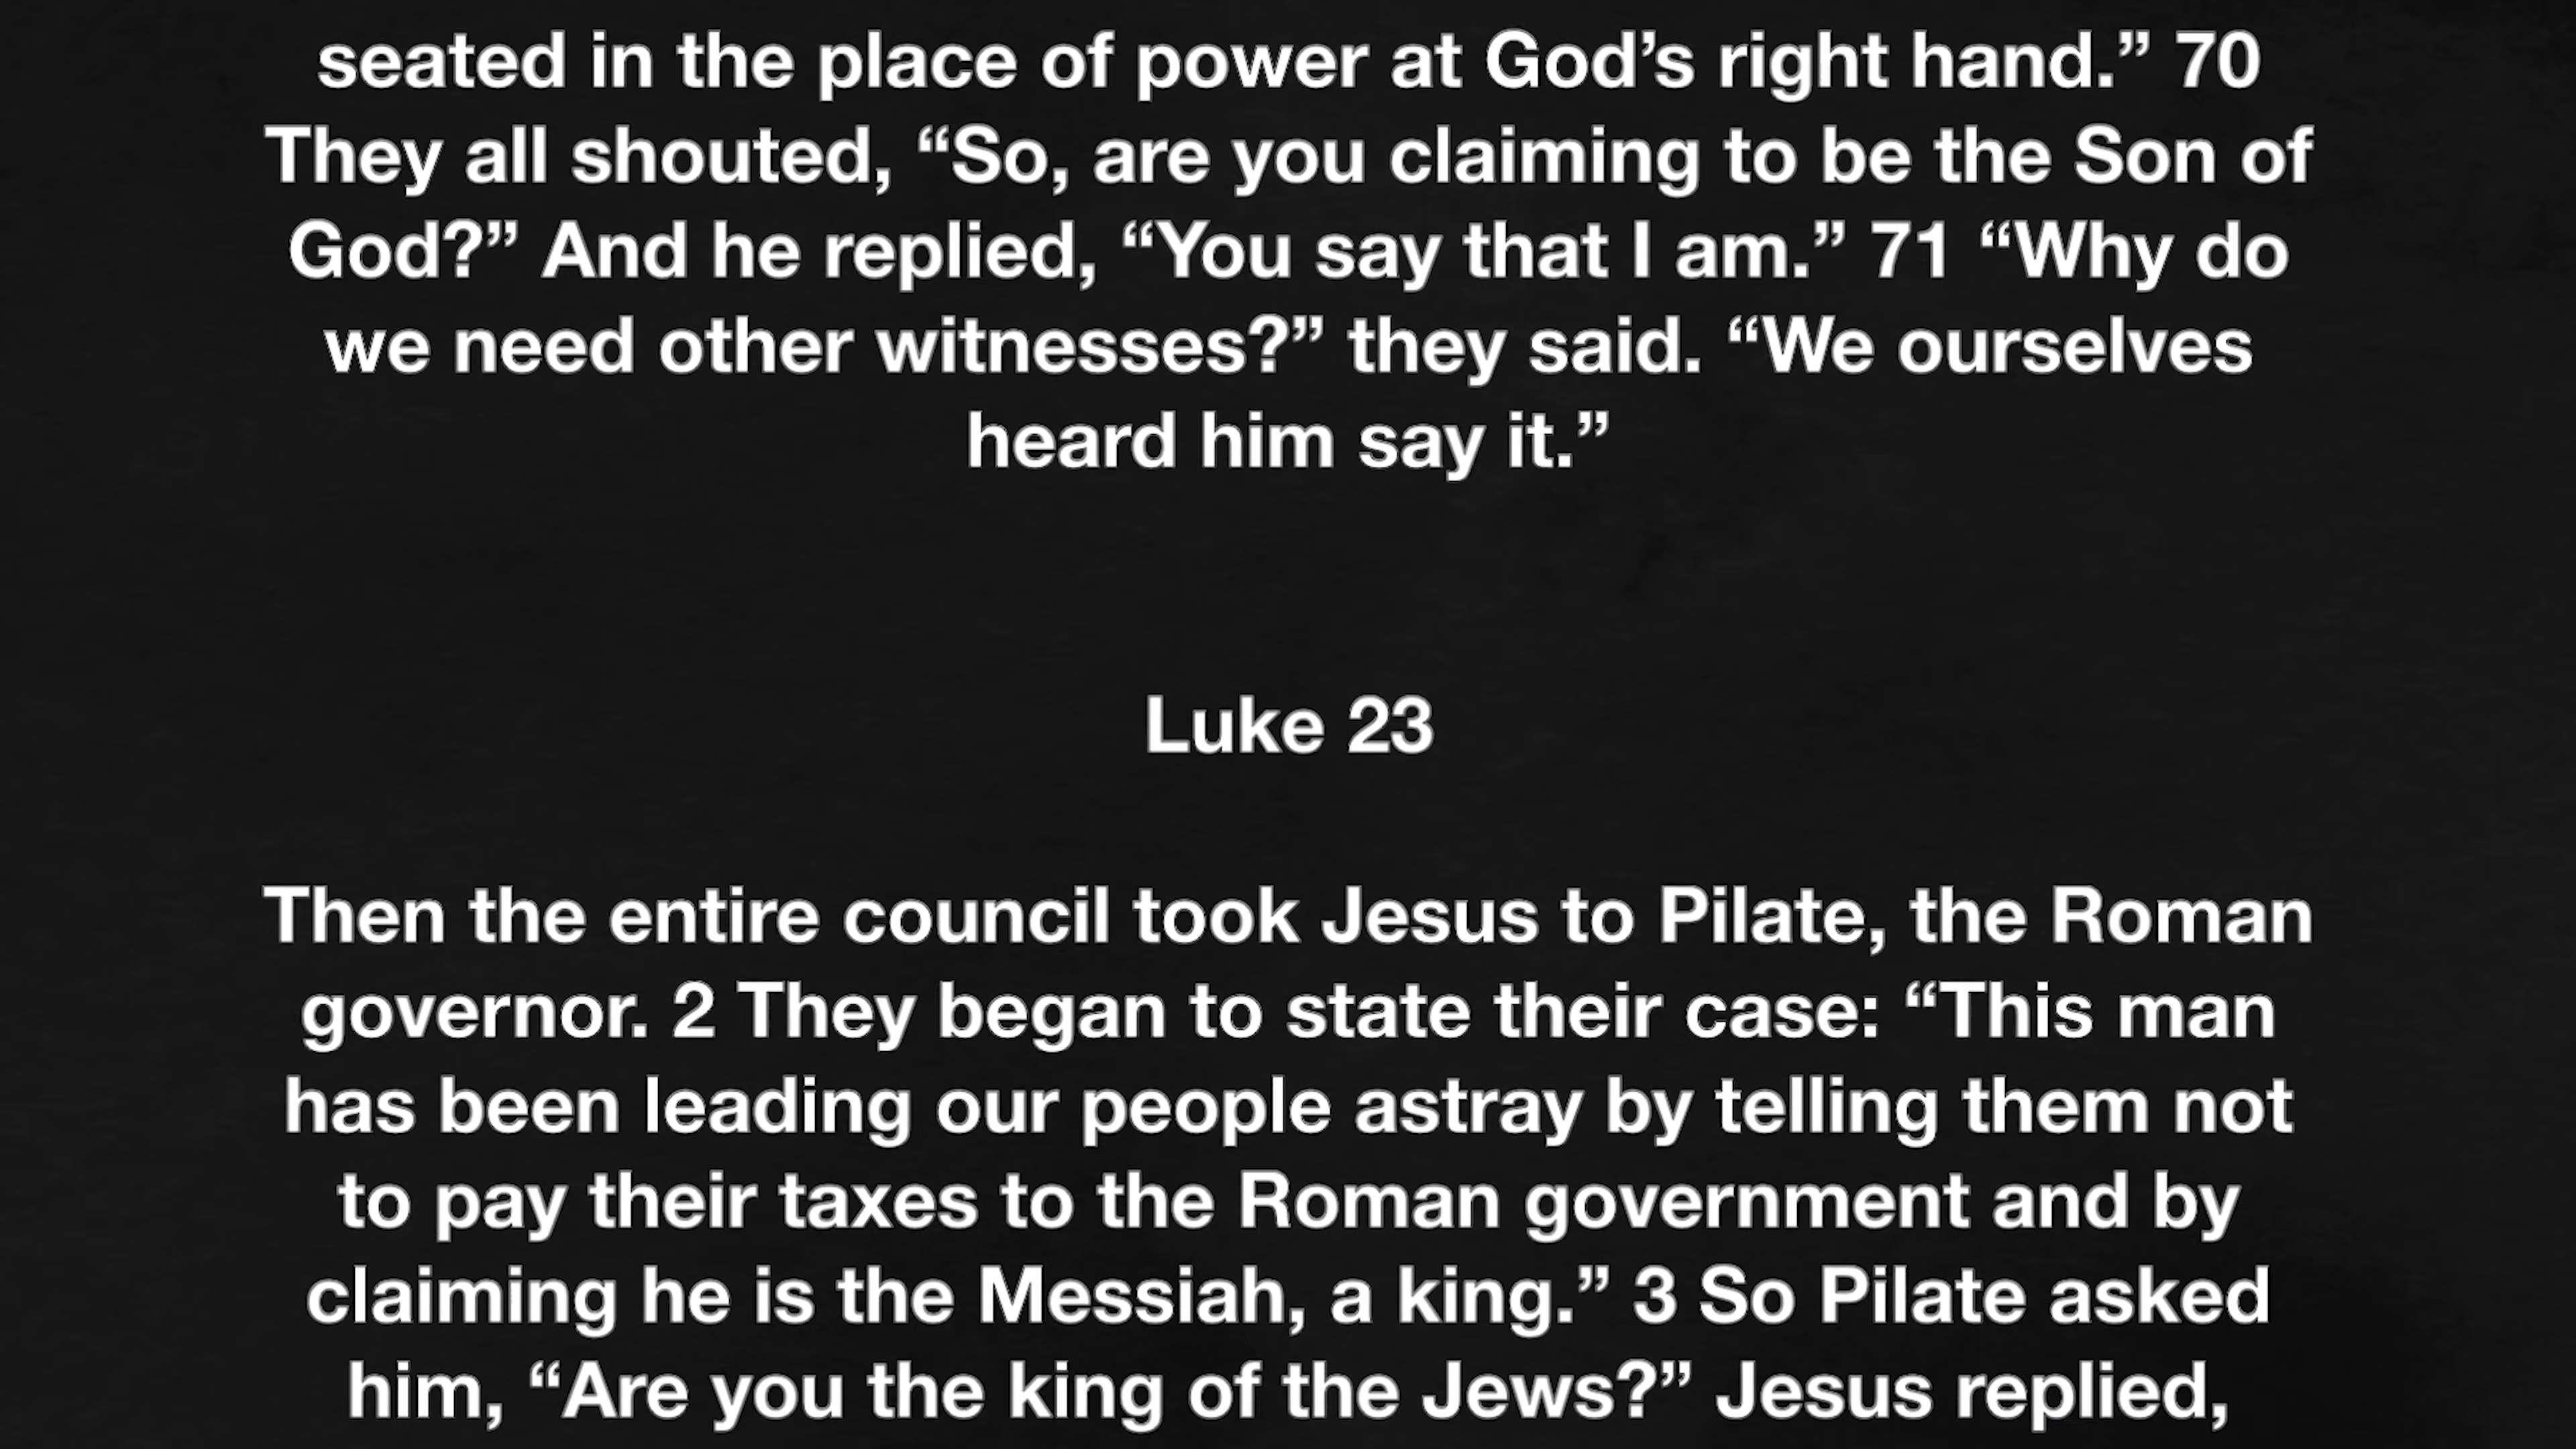 seated in the place of power at God’s right hand.” 70
They all shouted, “So, are you claiming to be the Son of
God?” And he replied, “You say that I am.” 71 “Why do
we need other witnesses?” they said. “We ourselves
heard him say it.”
Luke 23
Then the entire council took Jesus to Pilate, the Roman
governor. 2 They began to state their case: “This man
has been leading our people astray by telling them not
to pay their taxes to the Roman government and by
claiming he is the Messiah, a king.” 3 So Pilate asked
him, “Are you the king of the Jews?” Jesus replied,